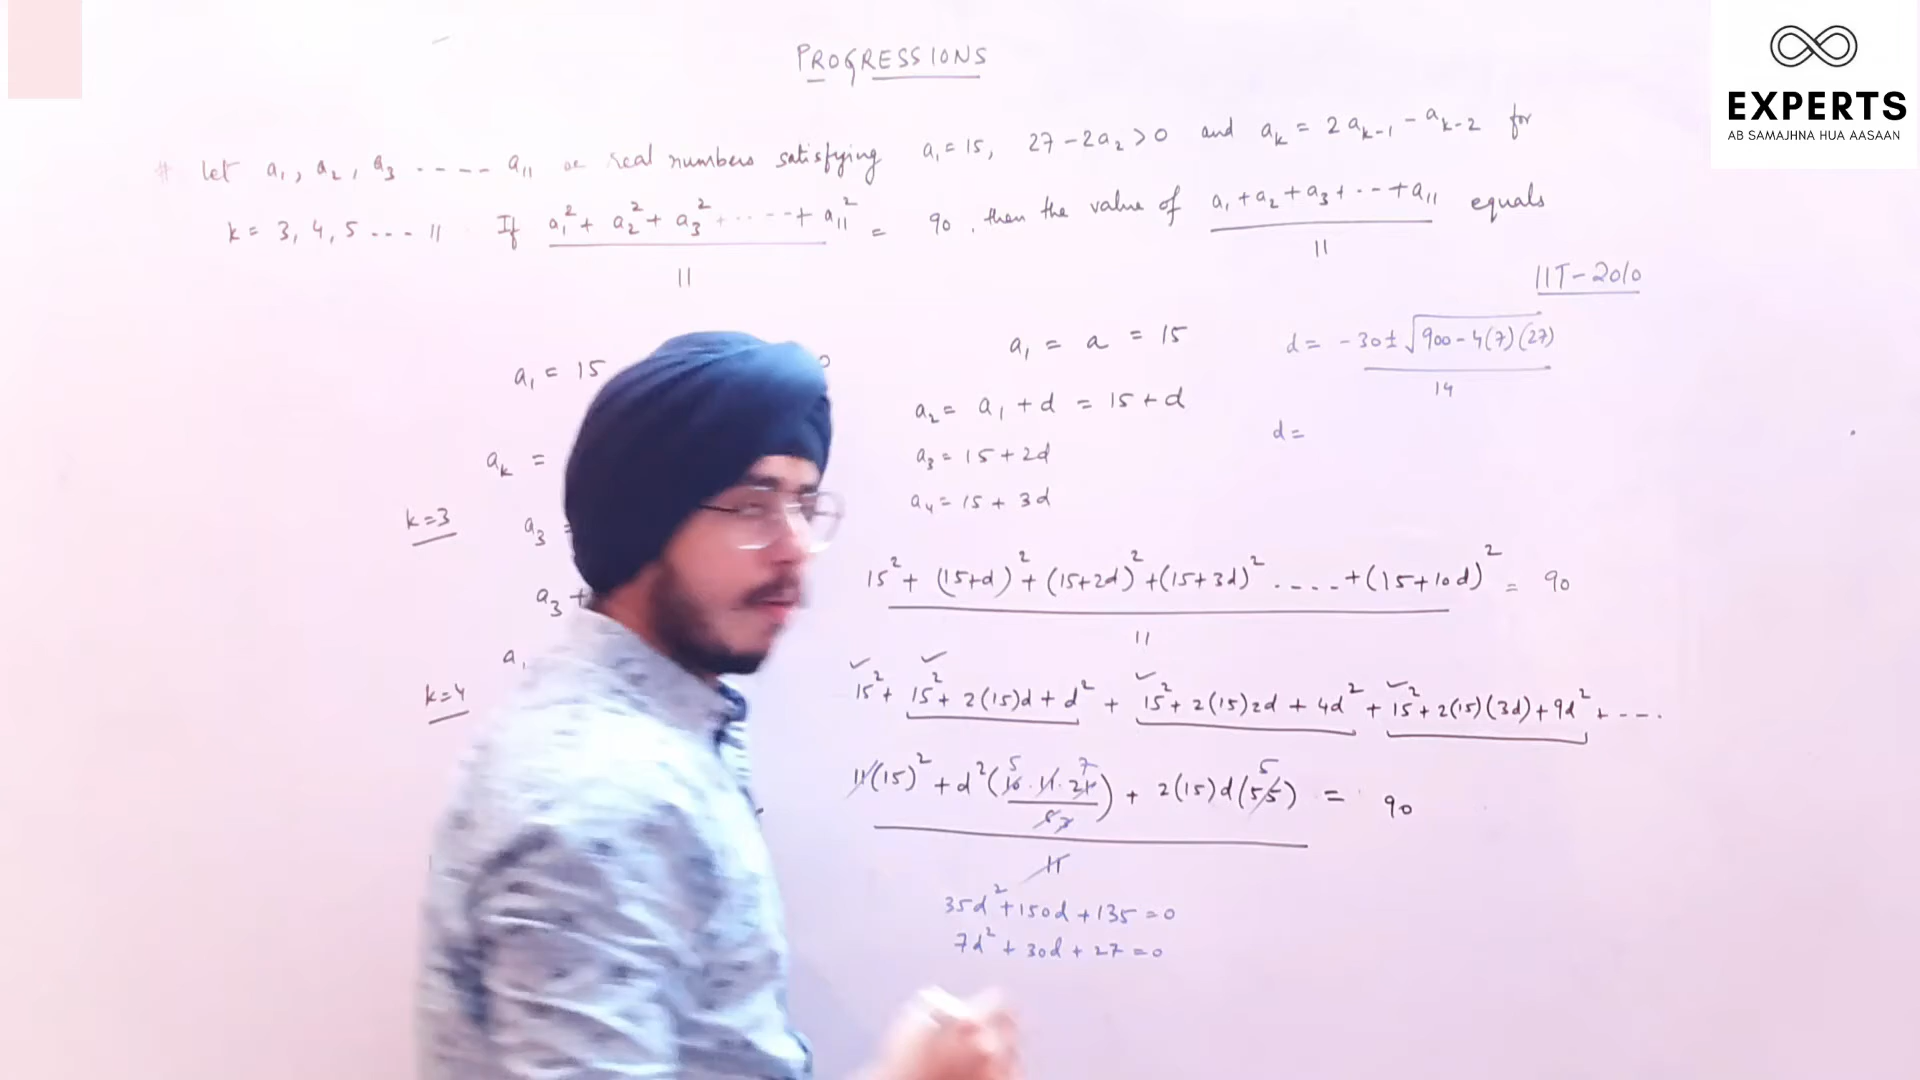 PROGRESSIONS
EXPERTS
AB SAMAJHNA HUA AASAAN
# Let a₁, a₂, a₃ ..... a₁₁ be real numbers satisfying a₁ = 15, 27 - 2a₂ > 0 and aₖ = 2aₖ₋₁ - aₖ₋₂ for
k = 3, 4, 5 ... 11 If (a₁² + a₂² + a₃² + ..... + a₁₁²)/11 = 90, then the value of (a₁ + a₂ + a₃ + ... + a₁₁)/11 equals
IIT-2010
a₁ = 15
aₖ =
k=3
a₃ =
a₃ +
k=4
a₁ = a = 15
a₂ = a₁ + d = 15 + d
a₃ = 15 + 2d
a₄ = 15 + 3d
(15² + (15+d)² + (15+2d)² + (15+3d)² ..... + (15+10d)²)/11 = 90
15² + 15² + 2(15)d + d² + 15² + 2(15)2d + 4d² + 15² + 2(15)(3d) + 9d² + ....
(11(15)² + d²(10.11.21/6) + 2(15)d(55))/11 = 90
5 7 5
35d² + 150d + 135 = 0
7d² + 30d + 27 = 0
d = (-30 ± √(900 - 4(7)(27)))/14
d =